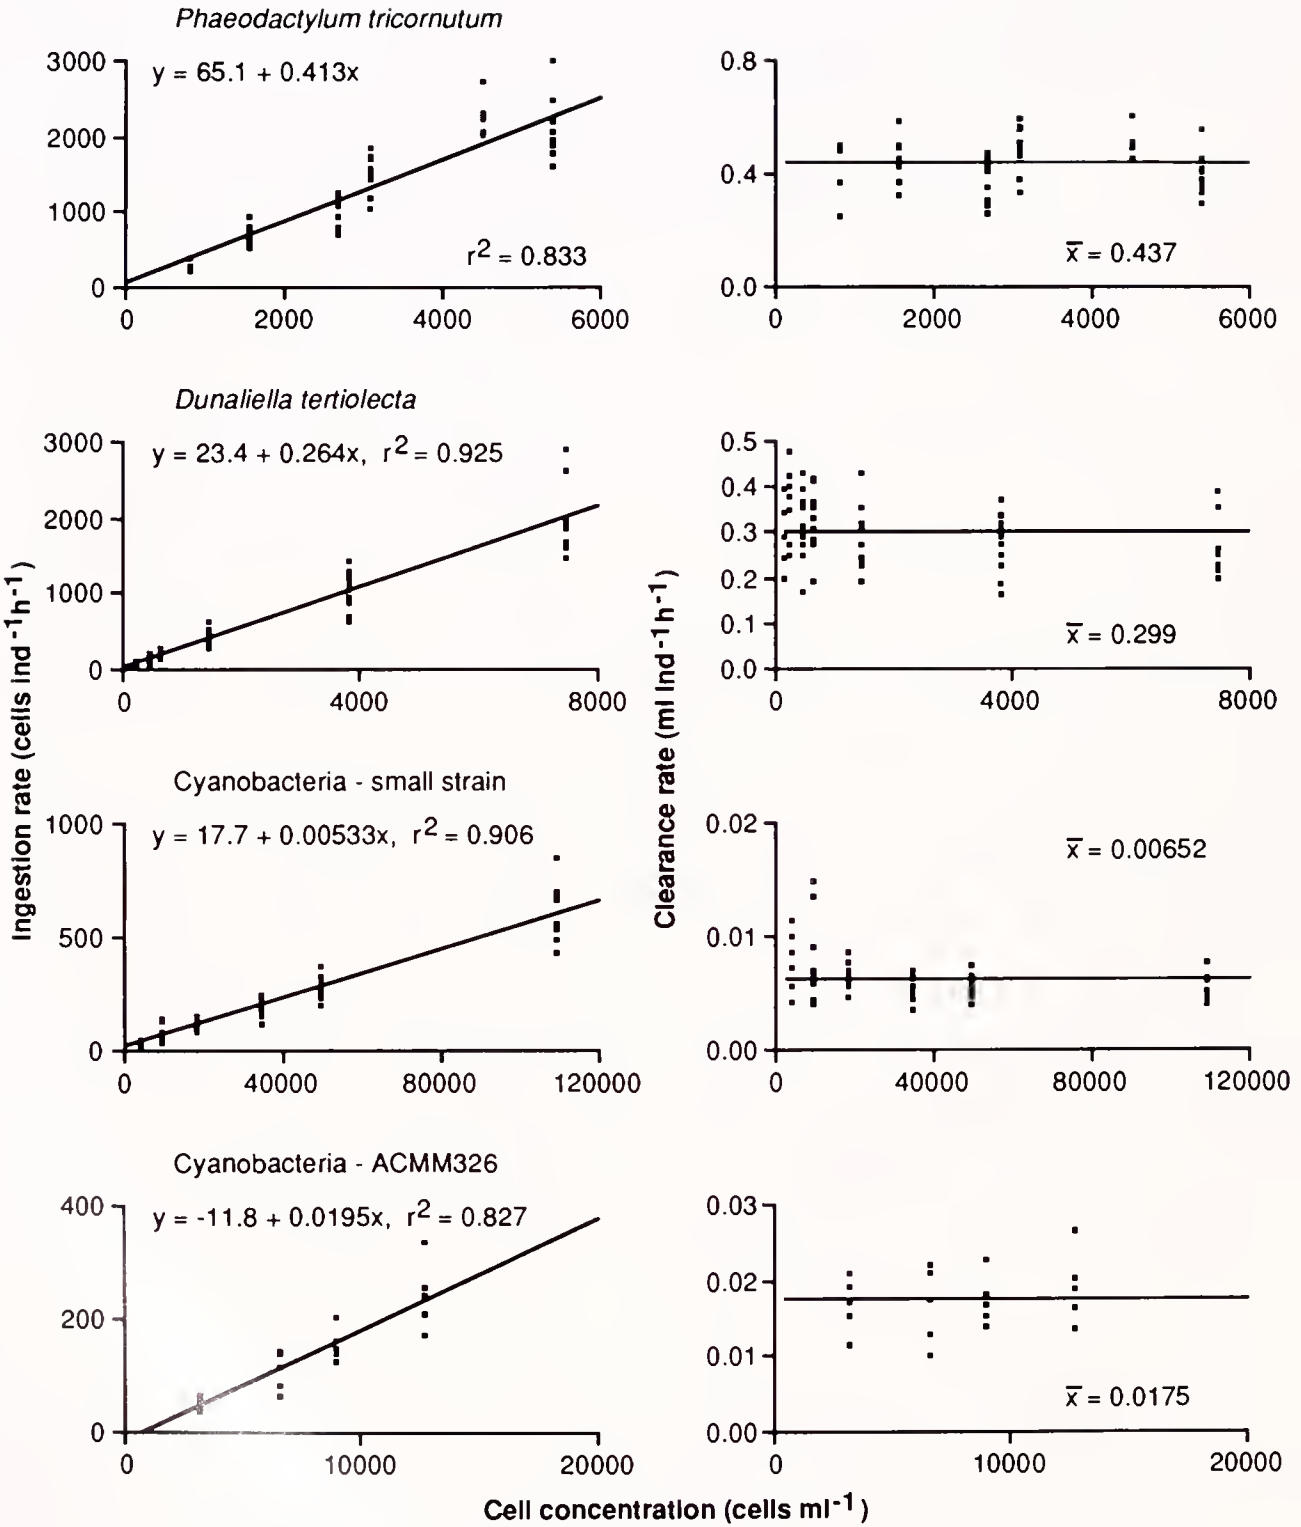 Phaeodactylum tricornutum
3000
y = 65.1 + 0.413x
2000
1000
r² = 0.833
0
0 2000 4000 6000
0.8
0.4
x̅ = 0.437
0.0
0 2000 4000 6000
Dunaliella tertiolecta
3000
y = 23.4 + 0.264x, r² = 0.925
2000
1000
0
0 4000 8000
0.5
0.4
0.3
0.2
0.1
x̅ = 0.299
0.0
0 4000 8000
Ingestion rate (cells ind⁻¹h⁻¹)
Clearance rate (ml Ind⁻¹h⁻¹)
Cyanobacteria - small strain
1000
y = 17.7 + 0.00533x, r² = 0.906
500
0
0 40000 80000 120000
0.02
x̅ = 0.00652
0.01
0.00
0 40000 80000 120000
Cyanobacteria - ACMM326
400
y = -11.8 + 0.0195x, r² = 0.827
200
0
0 10000 20000
0.03
0.02
0.01
x̅ = 0.0175
0.00
0 10000 20000
Cell concentration (cells ml⁻¹)